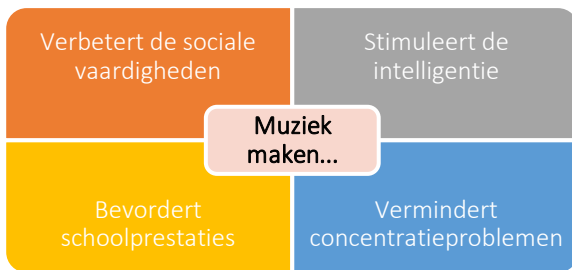 Verbetert de sociale
vaardigheden
Stimuleert de
intelligentie
Muziek
maken...
Bevordert
schoolprestaties
Vermindert
concentratieproblemen